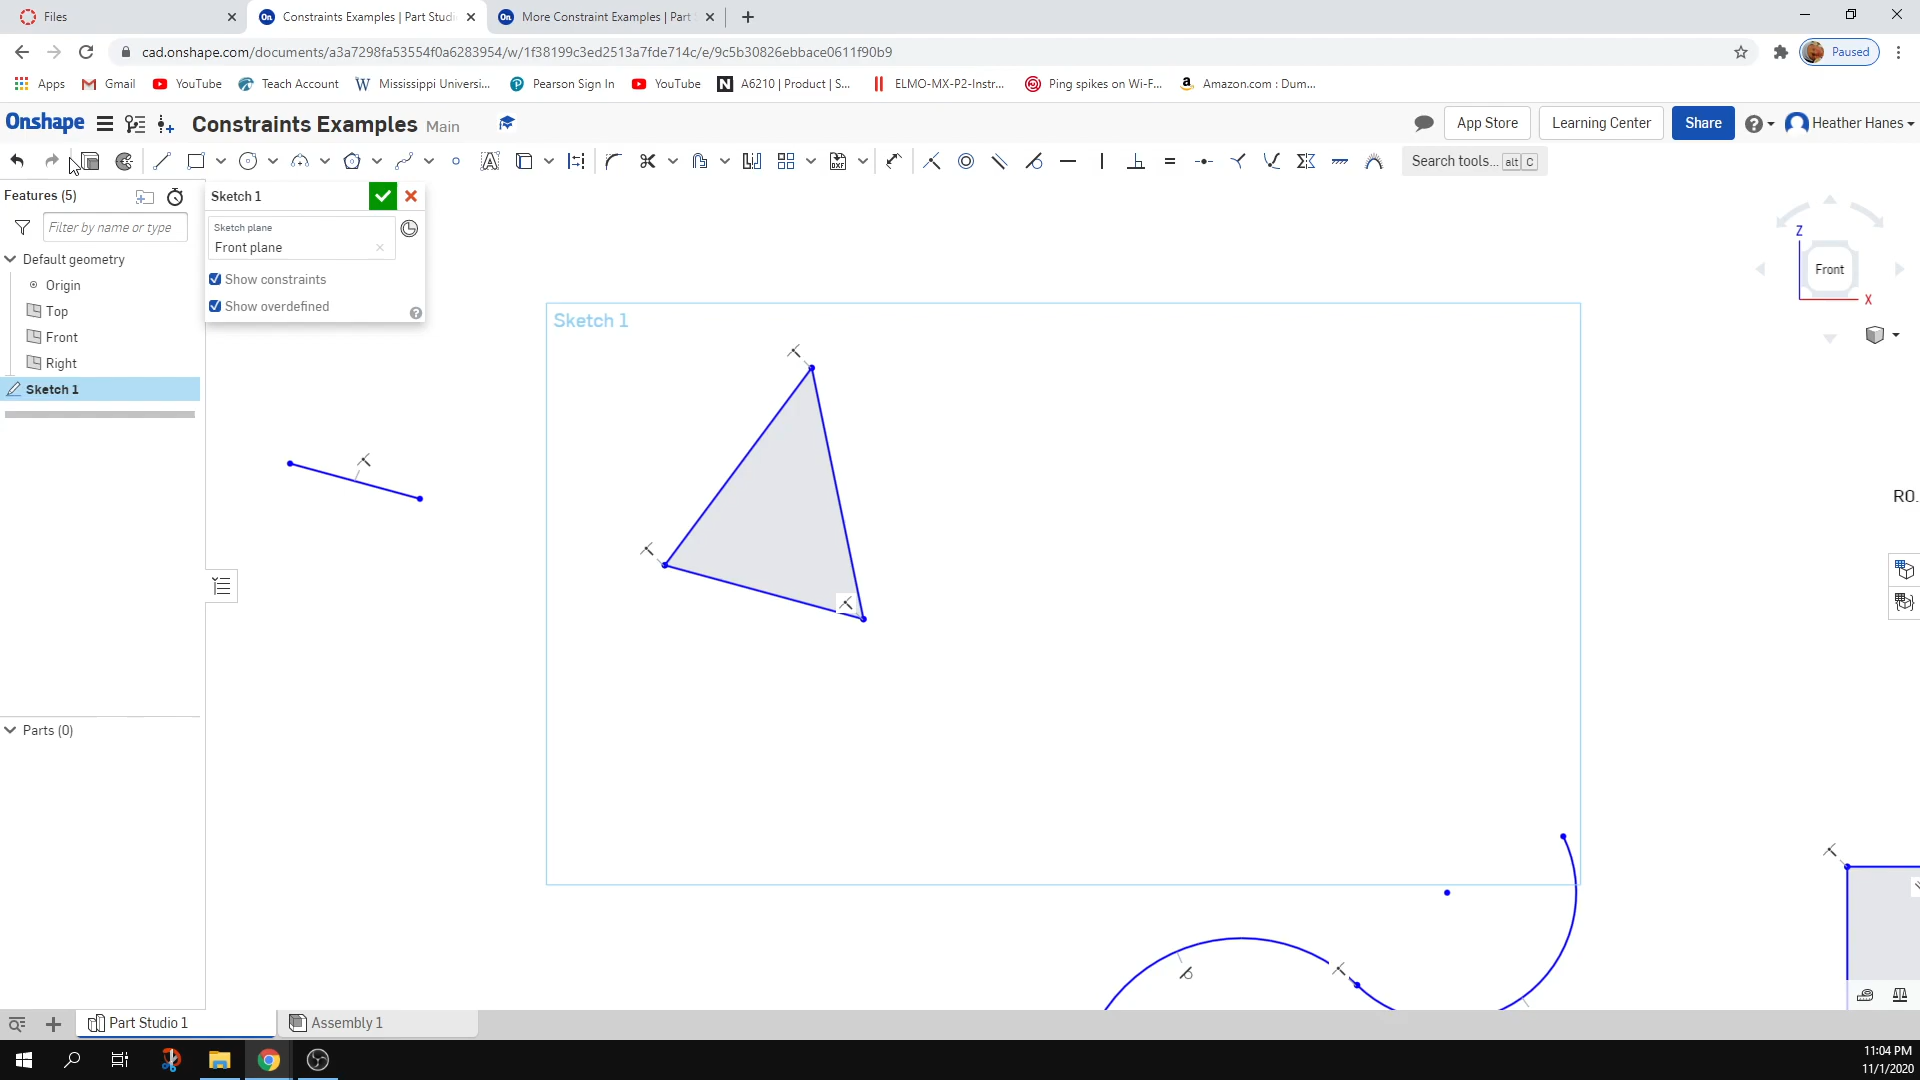 Files
Constraints Examples | Part Studi
More Constraint Examples | Part
cad.onshape.com/documents/a3a7298fa53554f0a6283954/w/1f38199c3ed2513a7fde714c/e/9c5b30826ebbace0611f90b9
Paused
Apps
Gmail
YouTube
Teach Account
Mississippi Universi...
Pearson Sign In
YouTube
A6210 | Product | S...
ELMO-MX-P2-Instr...
Ping spikes on Wi-F...
Amazon.com : Dum...
Onshape
Constraints Examples Main
App Store
Learning Center
Share
Heather Hanes
Search tools... alt C
Features (5)
Filter by name or type
Default geometry
Origin
Top
Front
Right
Sketch 1
Parts (0)
Sketch 1
Sketch plane
Front plane
Show constraints
Show overdefined
Sketch 1
Z
Front
X
R0.
Part Studio 1
Assembly 1
11:04 PM
11/1/2020